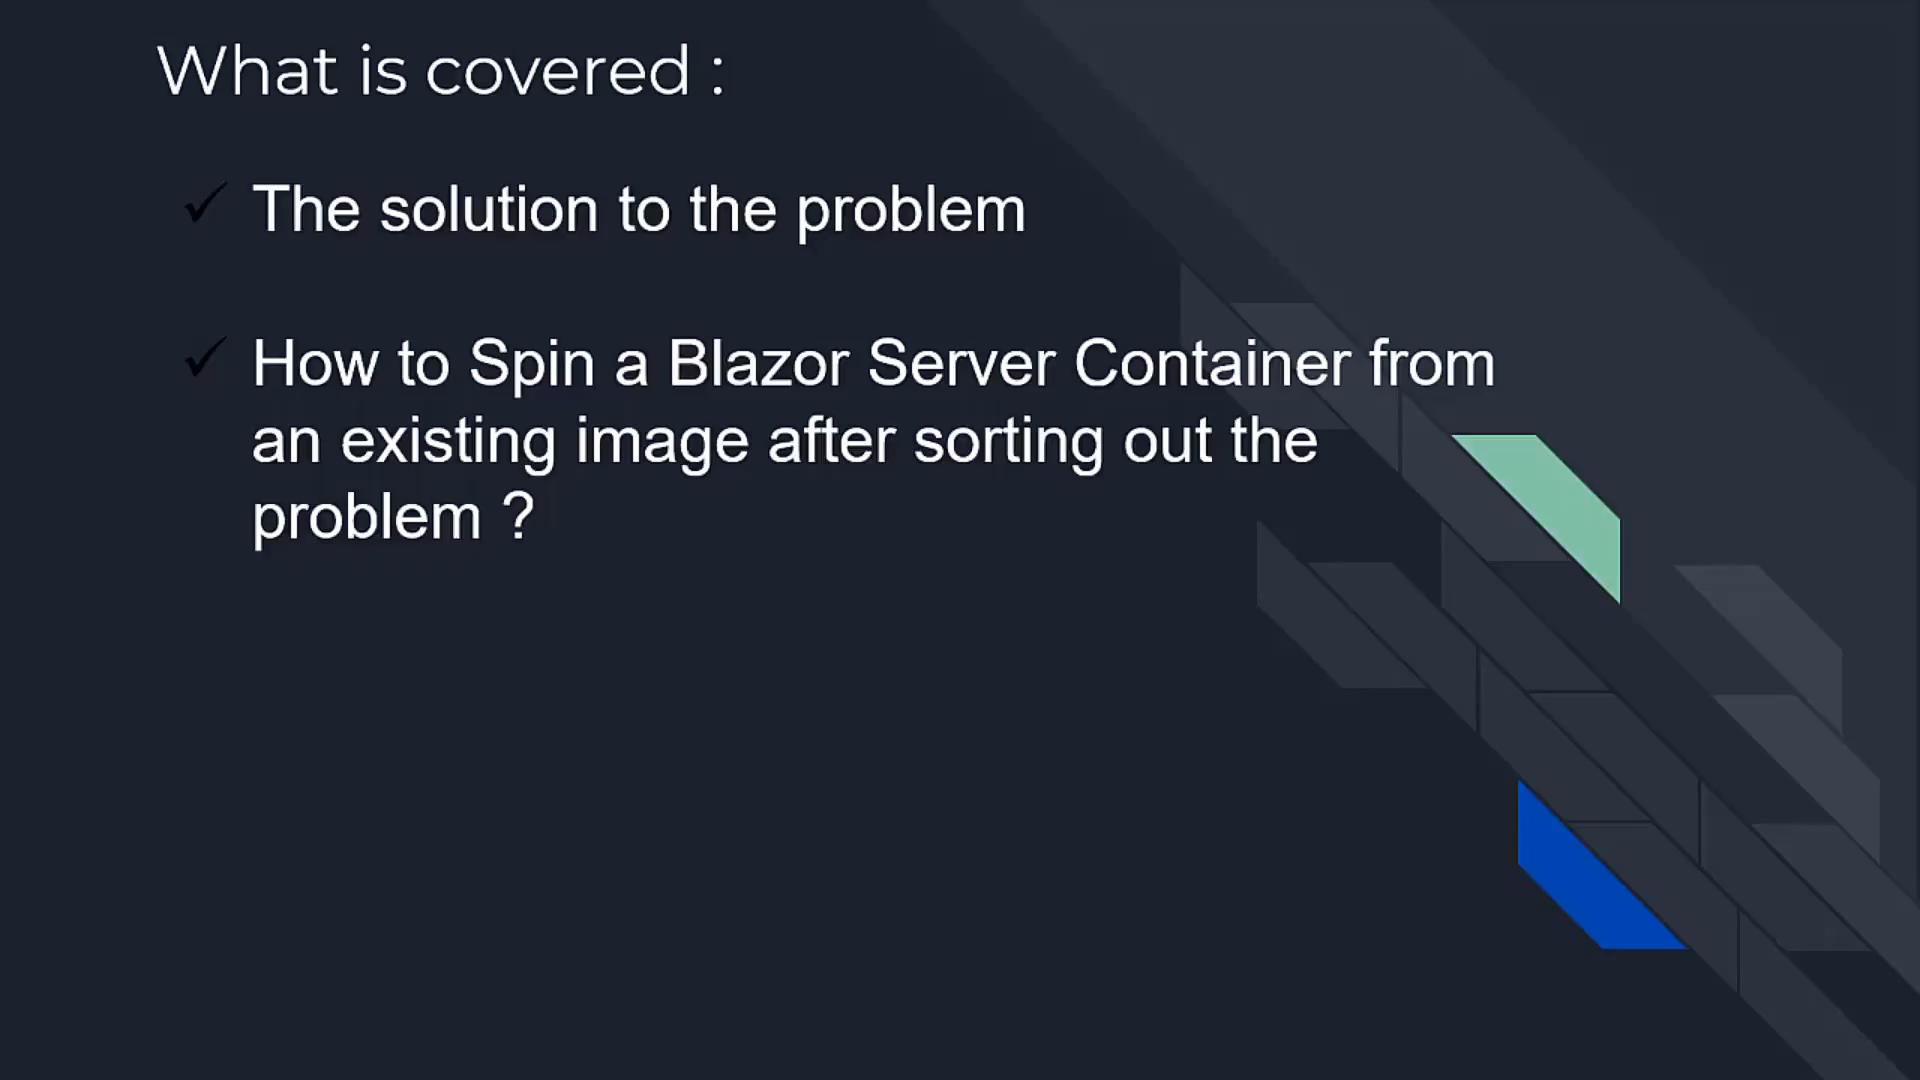 What is covered :
✓ The solution to the problem
✓ How to Spin a Blazor Server Container from
an existing image after sorting out the
problem ?